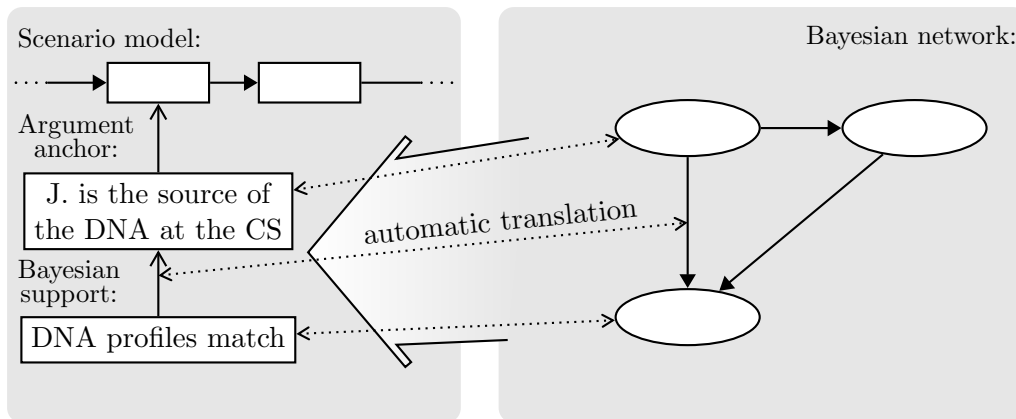 Scenario model:
Bayesian network:
Argument
anchor:
J. is the source of
the DNA at the CS
automatic translation
Bayesian
support:
DNA profiles match